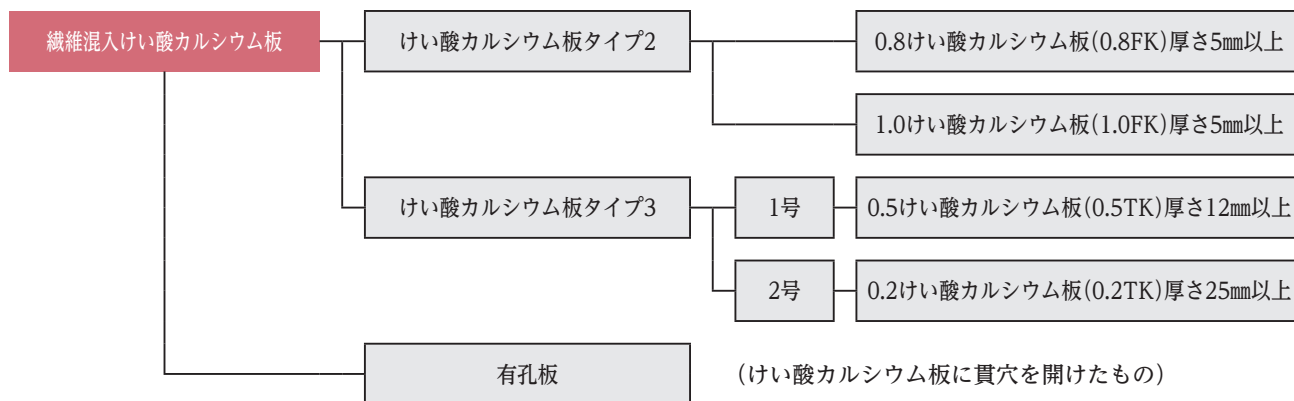 繊維混入けい酸カルシウム板
けい酸カルシウム板タイプ2
0.8けい酸カルシウム板(0.8FK)厚さ5㎜以上
1.0けい酸カルシウム板(1.0FK)厚さ5㎜以上
けい酸カルシウム板タイプ3
1号
0.5けい酸カルシウム板(0.5TK)厚さ12㎜以上
2号
0.2けい酸カルシウム板(0.2TK)厚さ25㎜以上
有孔板
(けい酸カルシウム板に貫穴を開けたもの)